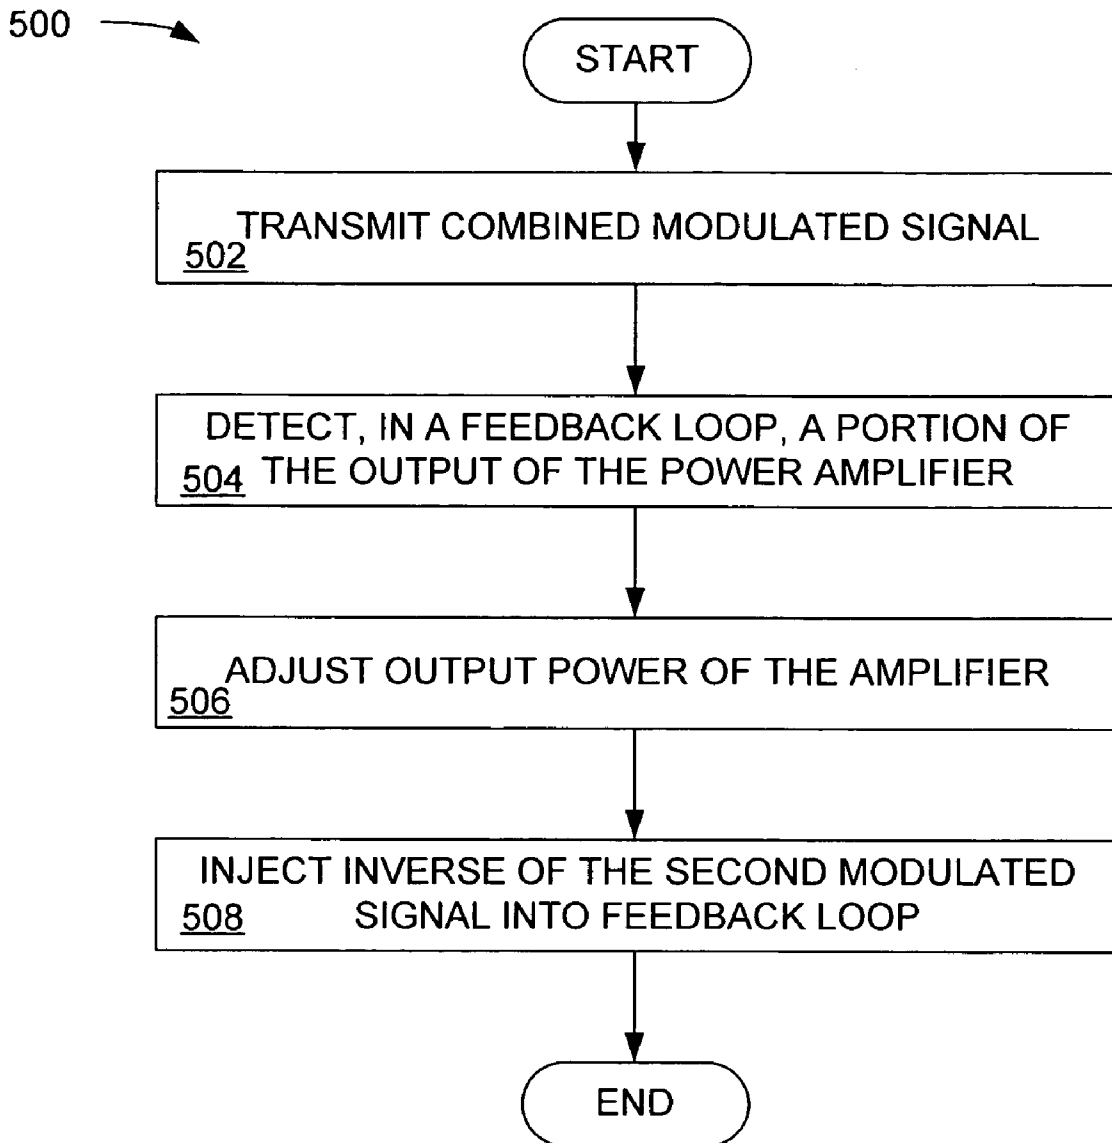 500
START
TRANSMIT COMBINED MODULATED SIGNAL
502
DETECT, IN A FEEDBACK LOOP, A PORTION OF
THE OUTPUT OF THE POWER AMPLIFIER
504
ADJUST OUTPUT POWER OF THE AMPLIFIER
506
INJECT INVERSE OF THE SECOND MODULATED
SIGNAL INTO FEEDBACK LOOP
508
END